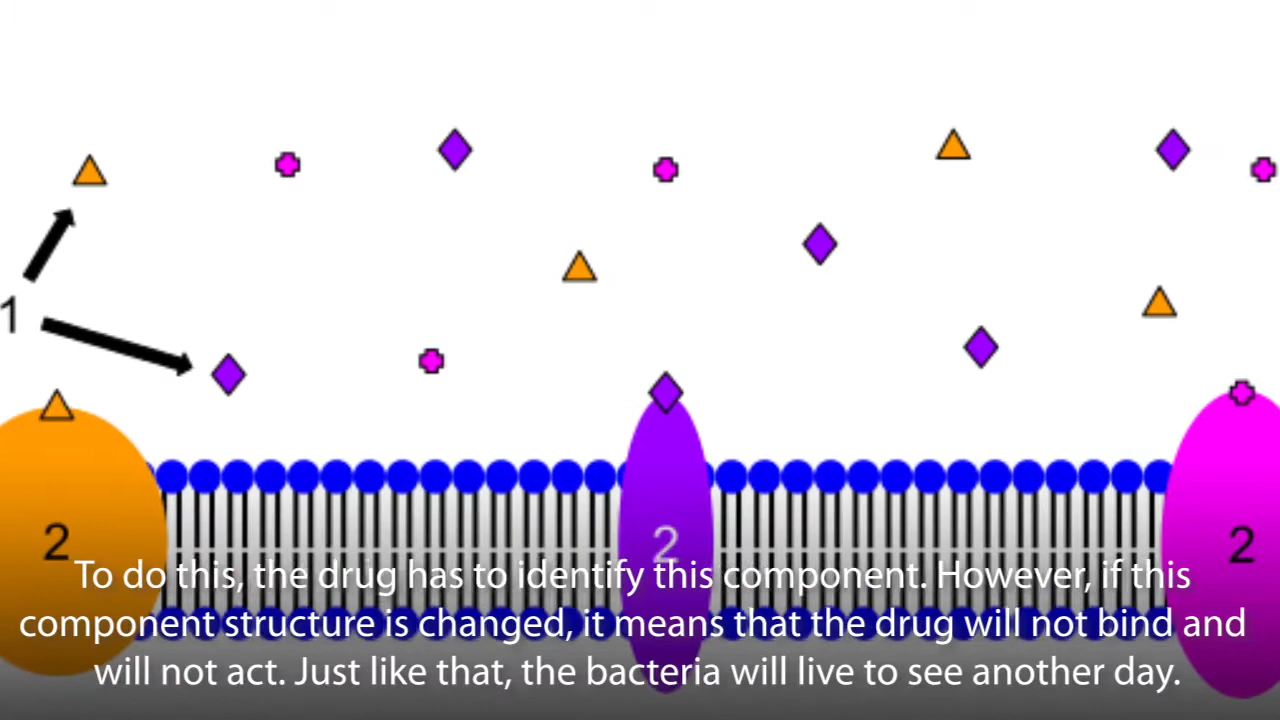 1
2
2
2
To do this, the drug has to identify this component. However, if this
component structure is changed, it means that the drug will not bind and
will not act. Just like that, the bacteria will live to see another day.